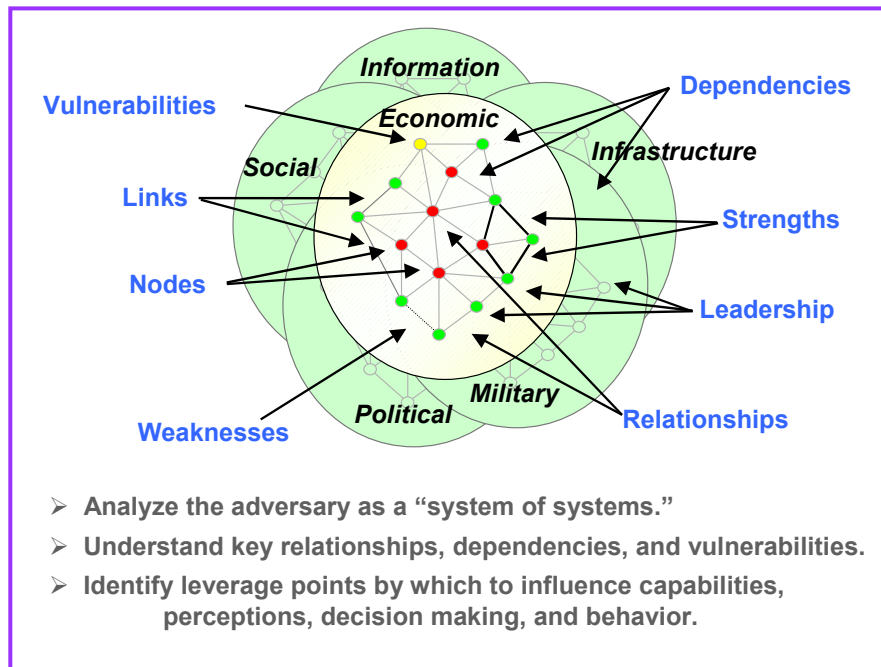 Information
Vulnerabilities
Dependencies
Economic
Social
Infrastructure
Links
Strengths
Nodes
Leadership
Military
Political
Relationships
Weaknesses
➢ Analyze the adversary as a “system of systems.”
➢ Understand key relationships, dependencies, and vulnerabilities.
➢ Identify leverage points by which to influence capabilities,
perceptions, decision making, and behavior.